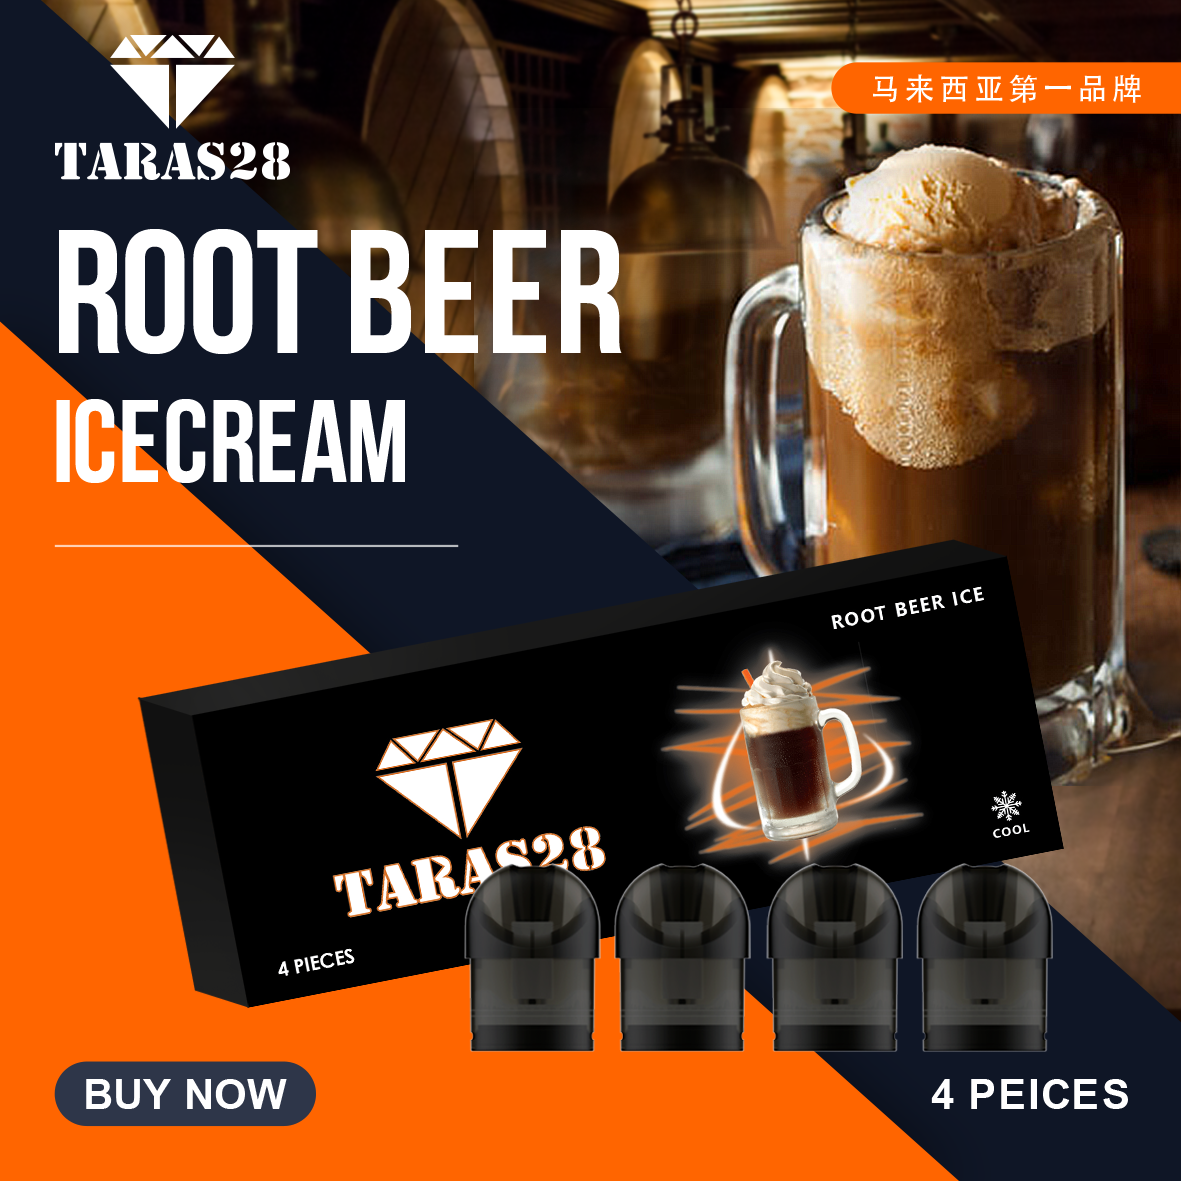 TARAS28
马来西亚第一品牌
ROOT BEER
ICECREAM
ROOT BEER ICE
TARAS28
COOL
4 PIECES
BUY NOW
4 PEICES